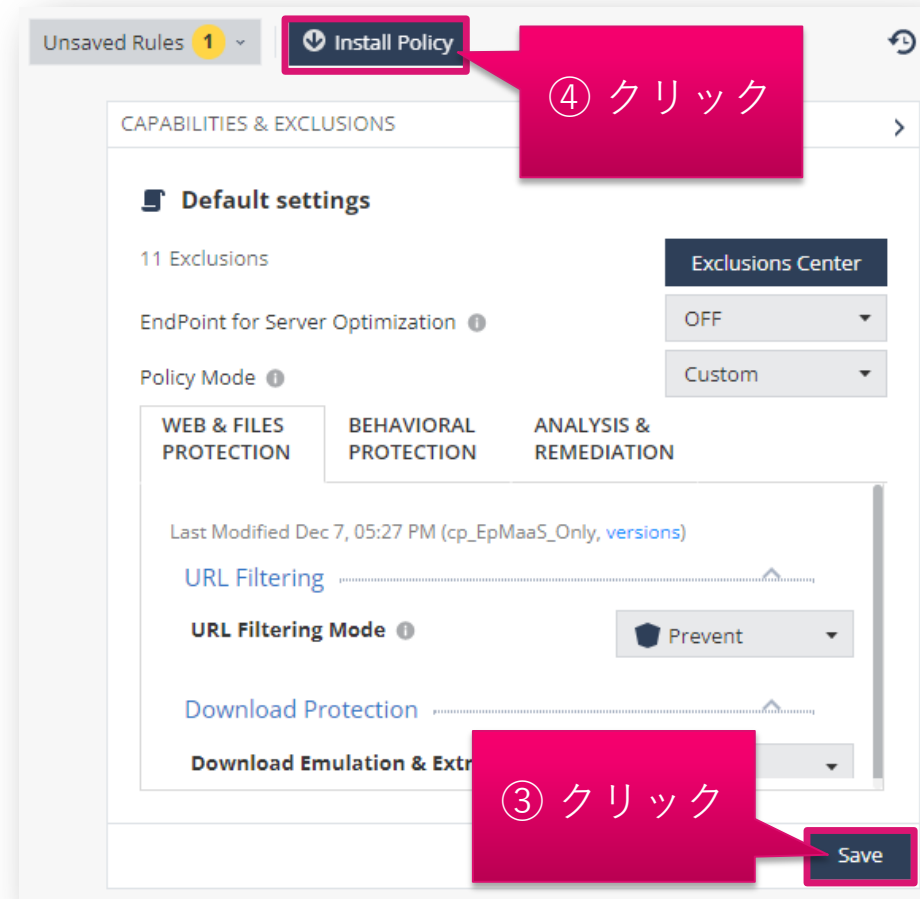 Unsaved Rules 1
Install Policy
④ クリック
CAPABILITIES & EXCLUSIONS
Default settings
11 Exclusions
Exclusions Center
EndPoint for Server Optimization
OFF
Policy Mode
Custom
WEB & FILES
PROTECTION
BEHAVIORAL
PROTECTION
ANALYSIS &
REMEDIATION
Last Modified Dec 7, 05:27 PM (cp_EpMaaS_Only, versions)
URL Filtering
URL Filtering Mode
Prevent
Download Protection
Download Emulation & Extr
③ クリック
Save